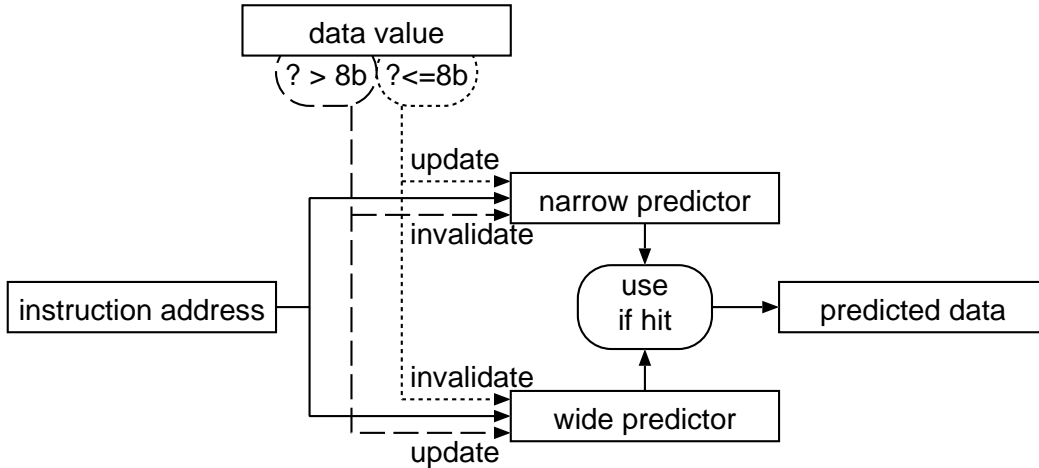 data value
? > 8b
?<=8b
update
narrow predictor
invalidate
instruction address
use
if hit
predicted data
invalidate
wide predictor
update